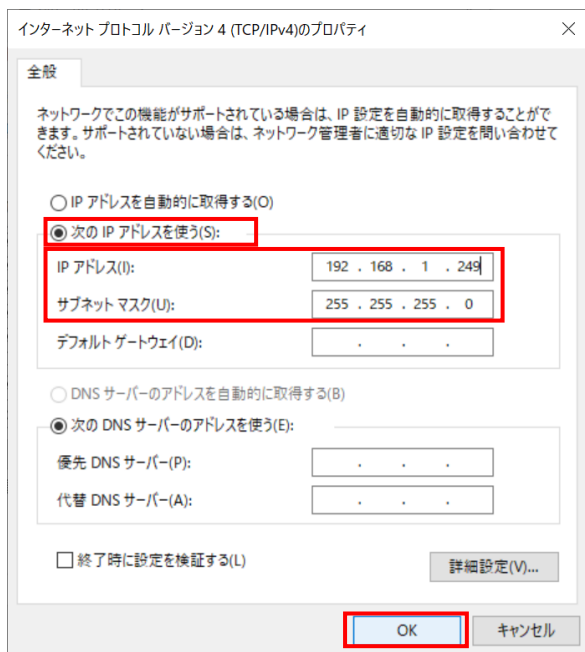 インターネット プロトコル バージョン 4 (TCP/IPv4)のプロパティ
全般
ネットワークでこの機能がサポートされている場合は、IP 設定を自動的に取得することがで
きます。サポートされていない場合は、ネットワーク管理者に適切な IP 設定を問い合わせて
ください。
IP アドレスを自動的に取得する(O)
次の IP アドレスを使う(S):
IP アドレス(I): 192 . 168 . 1 . 249
サブネット マスク(U): 255 . 255 . 255 . 0
デフォルト ゲートウェイ(D): . . .
DNS サーバーのアドレスを自動的に取得する(B)
次の DNS サーバーのアドレスを使う(E):
優先 DNS サーバー(P): . . .
代替 DNS サーバー(A): . . .
終了時に設定を検証する(L)
詳細設定(V)...
OK キャンセル